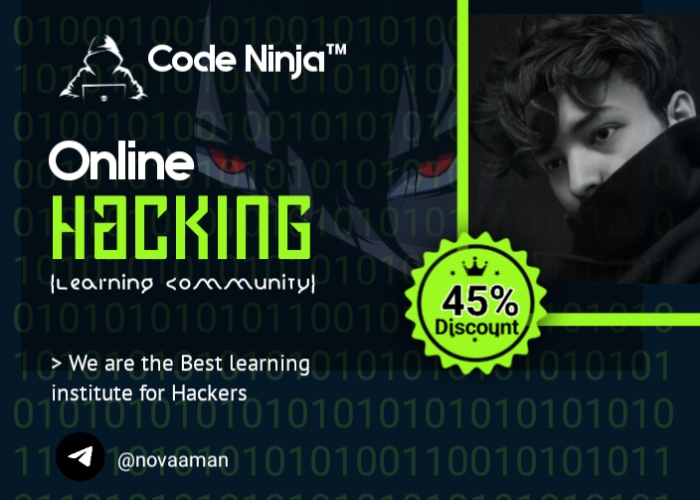 Code Ninja™
Online
HaCKING
{Learning community}
45%
Discount
> We are the Best learning
institute for Hackers
@novaaman